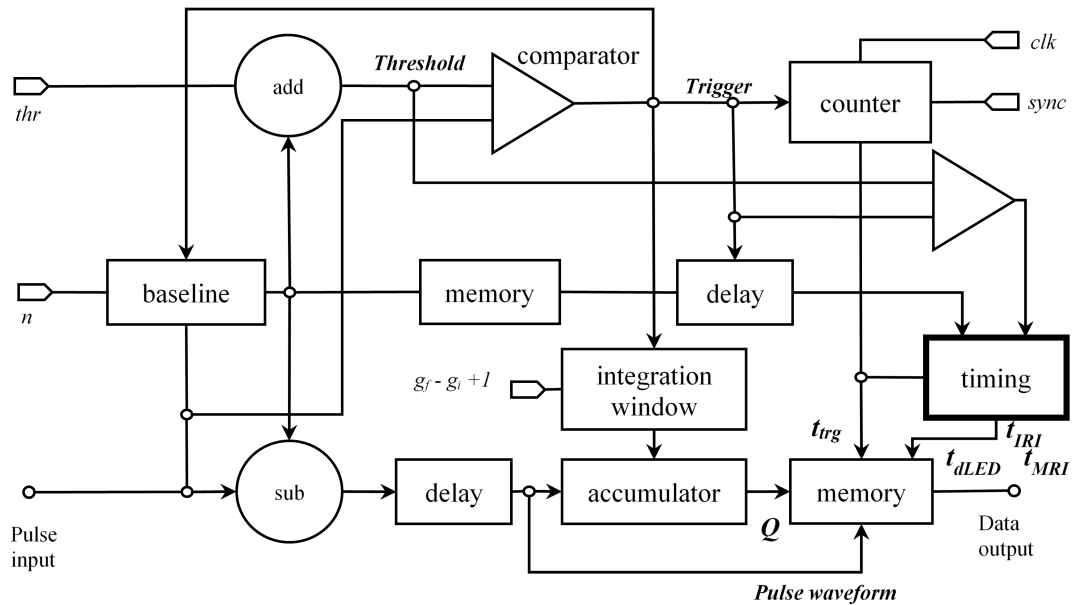 comparator
clk
Threshold
add
Trigger
counter
thr
sync
baseline
memory
delay
n
g_f - g_i +1
integration
window
timing
t_trg
t_IRI
t_dLED
t_MRI
sub
delay
accumulator
memory
Pulse
input
Q
Data
output
Pulse waveform